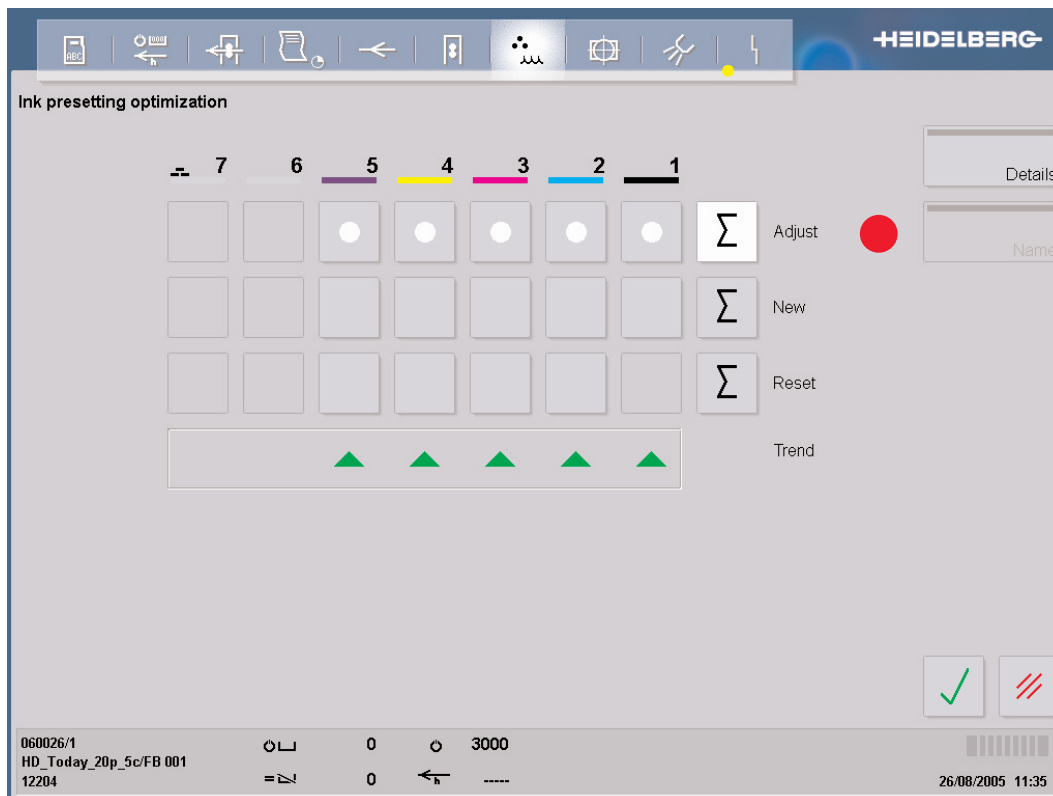 ABC
HEIDELBERG
Ink presetting optimization
7 6 5 4 3 2 1
Details
Σ Adjust
Name
Σ New
Σ Reset
Trend
060026/1
HD_Today_20p_5c/FB 001
12204
0 3000
0 -----
26/08/2005 11:35